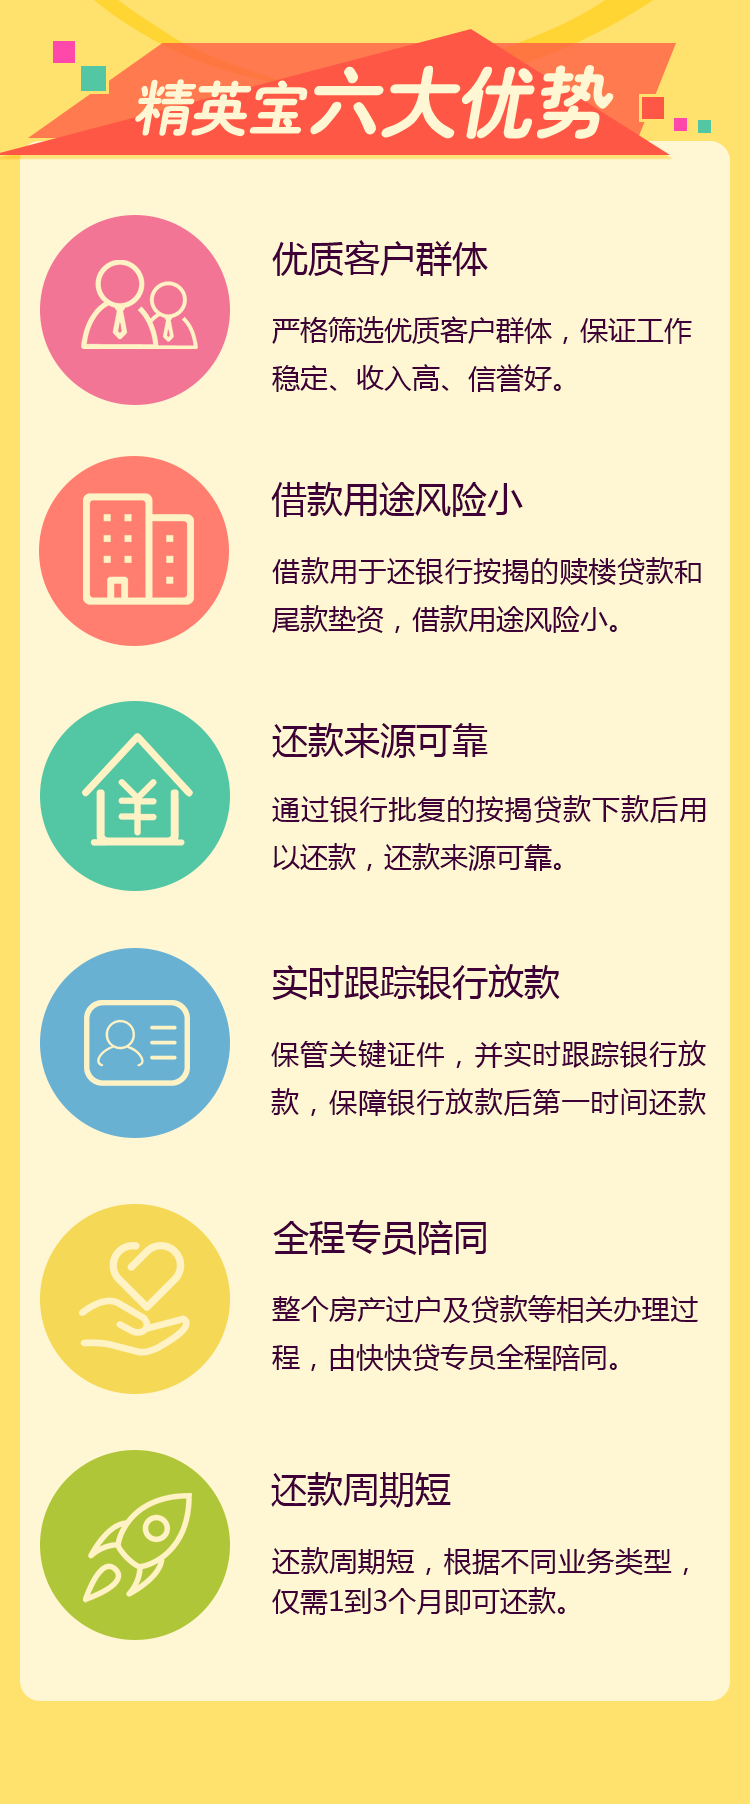 精英宝六大优势
优质客户群体
严格筛选优质客户群体，保证工作
稳定、收入高、信誉好。
借款用途风险小
借款用于还银行按揭的赎楼贷款和
尾款垫资，借款用途风险小。
还款来源可靠
通过银行批复的按揭贷款下款后用
以还款，还款来源可靠。
实时跟踪银行放款
保管关键证件，并实时跟踪银行放
款，保障银行放款后第一时间还款
全程专员陪同
整个房产过户及贷款等相关办理过
程，由快快贷专员全程陪同。
还款周期短
还款周期短，根据不同业务类型，
仅需1到3个月即可还款。